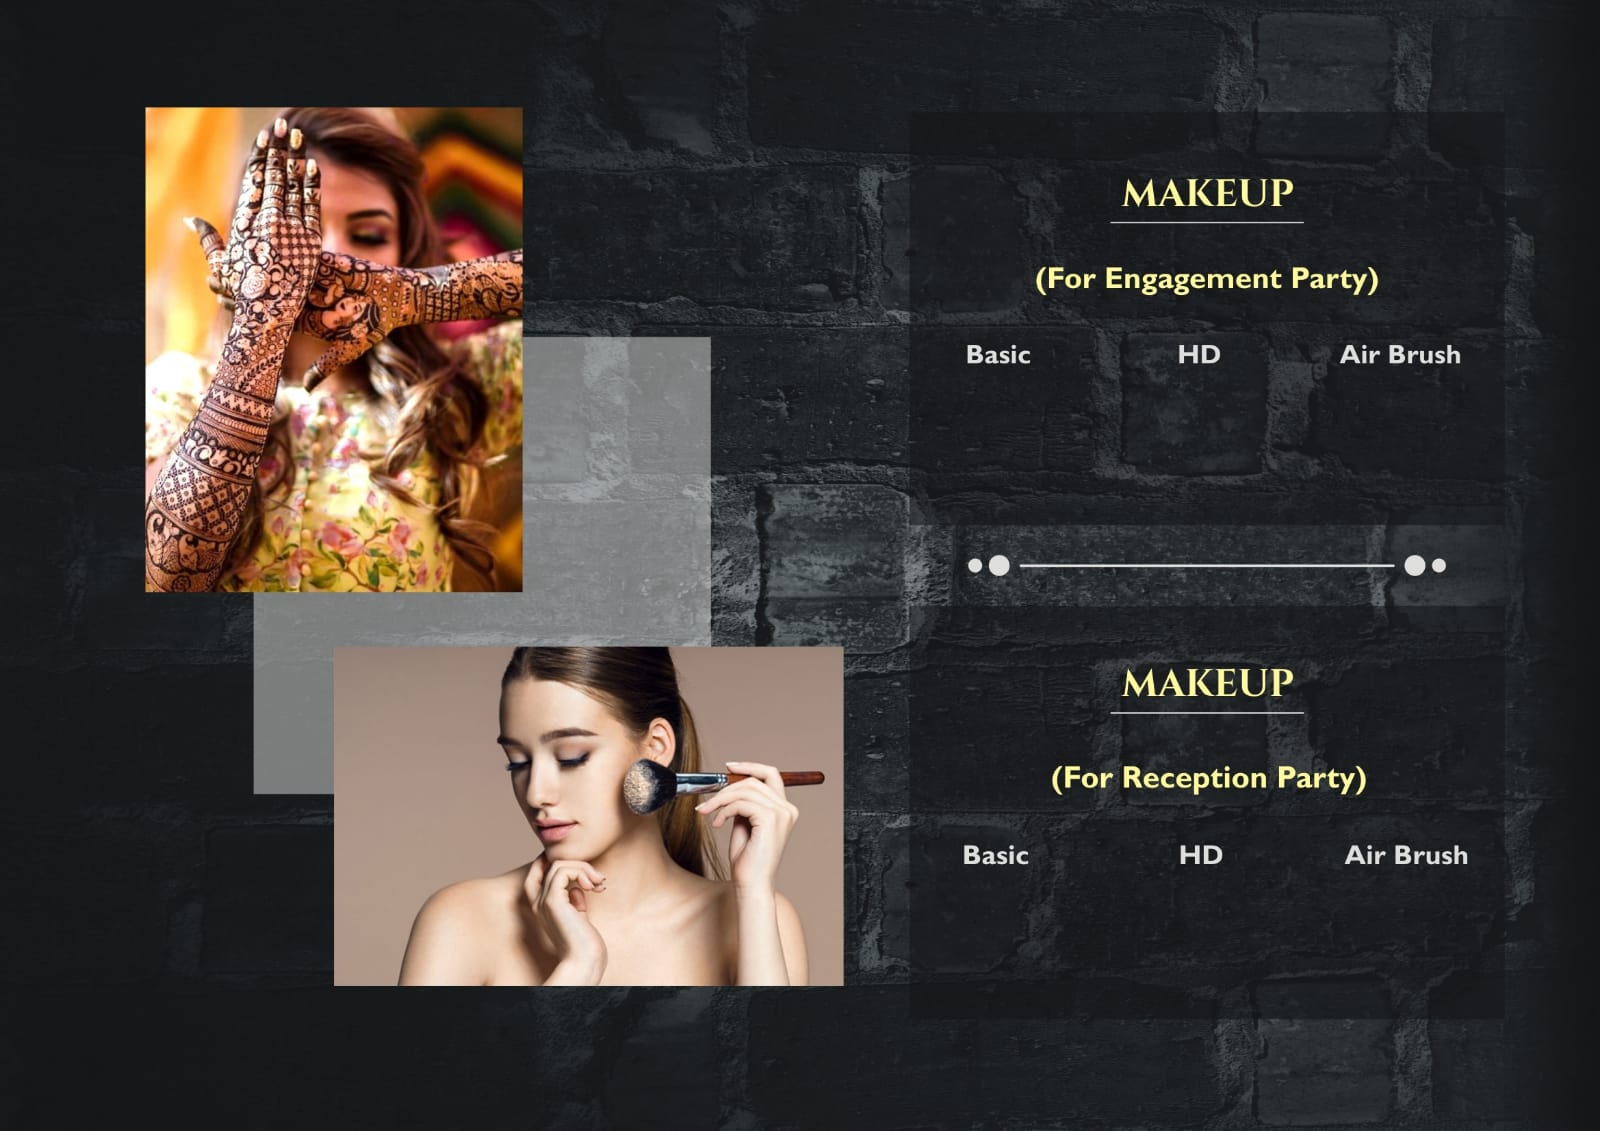 MAKEUP
(For Engagement Party)
Basic HD Air Brush
MAKEUP
(For Reception Party)
Basic HD Air Brush